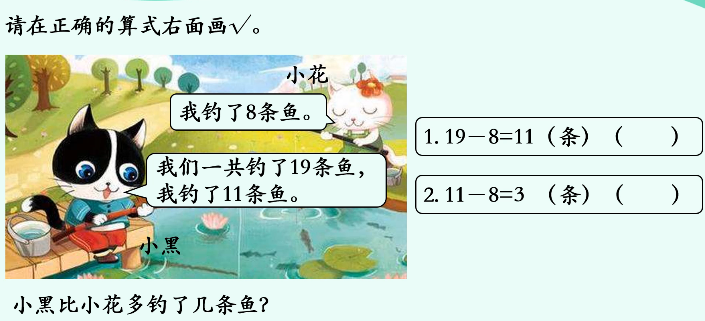 请在正确的算式右面画√。
小花
我钓了8条鱼。
我们一共钓了19条鱼，
我钓了11条鱼。
小黑
1. 19－8=11（条）（　　）
2. 11－8=3 （条）（　　）
小黑比小花多钓了几条鱼?